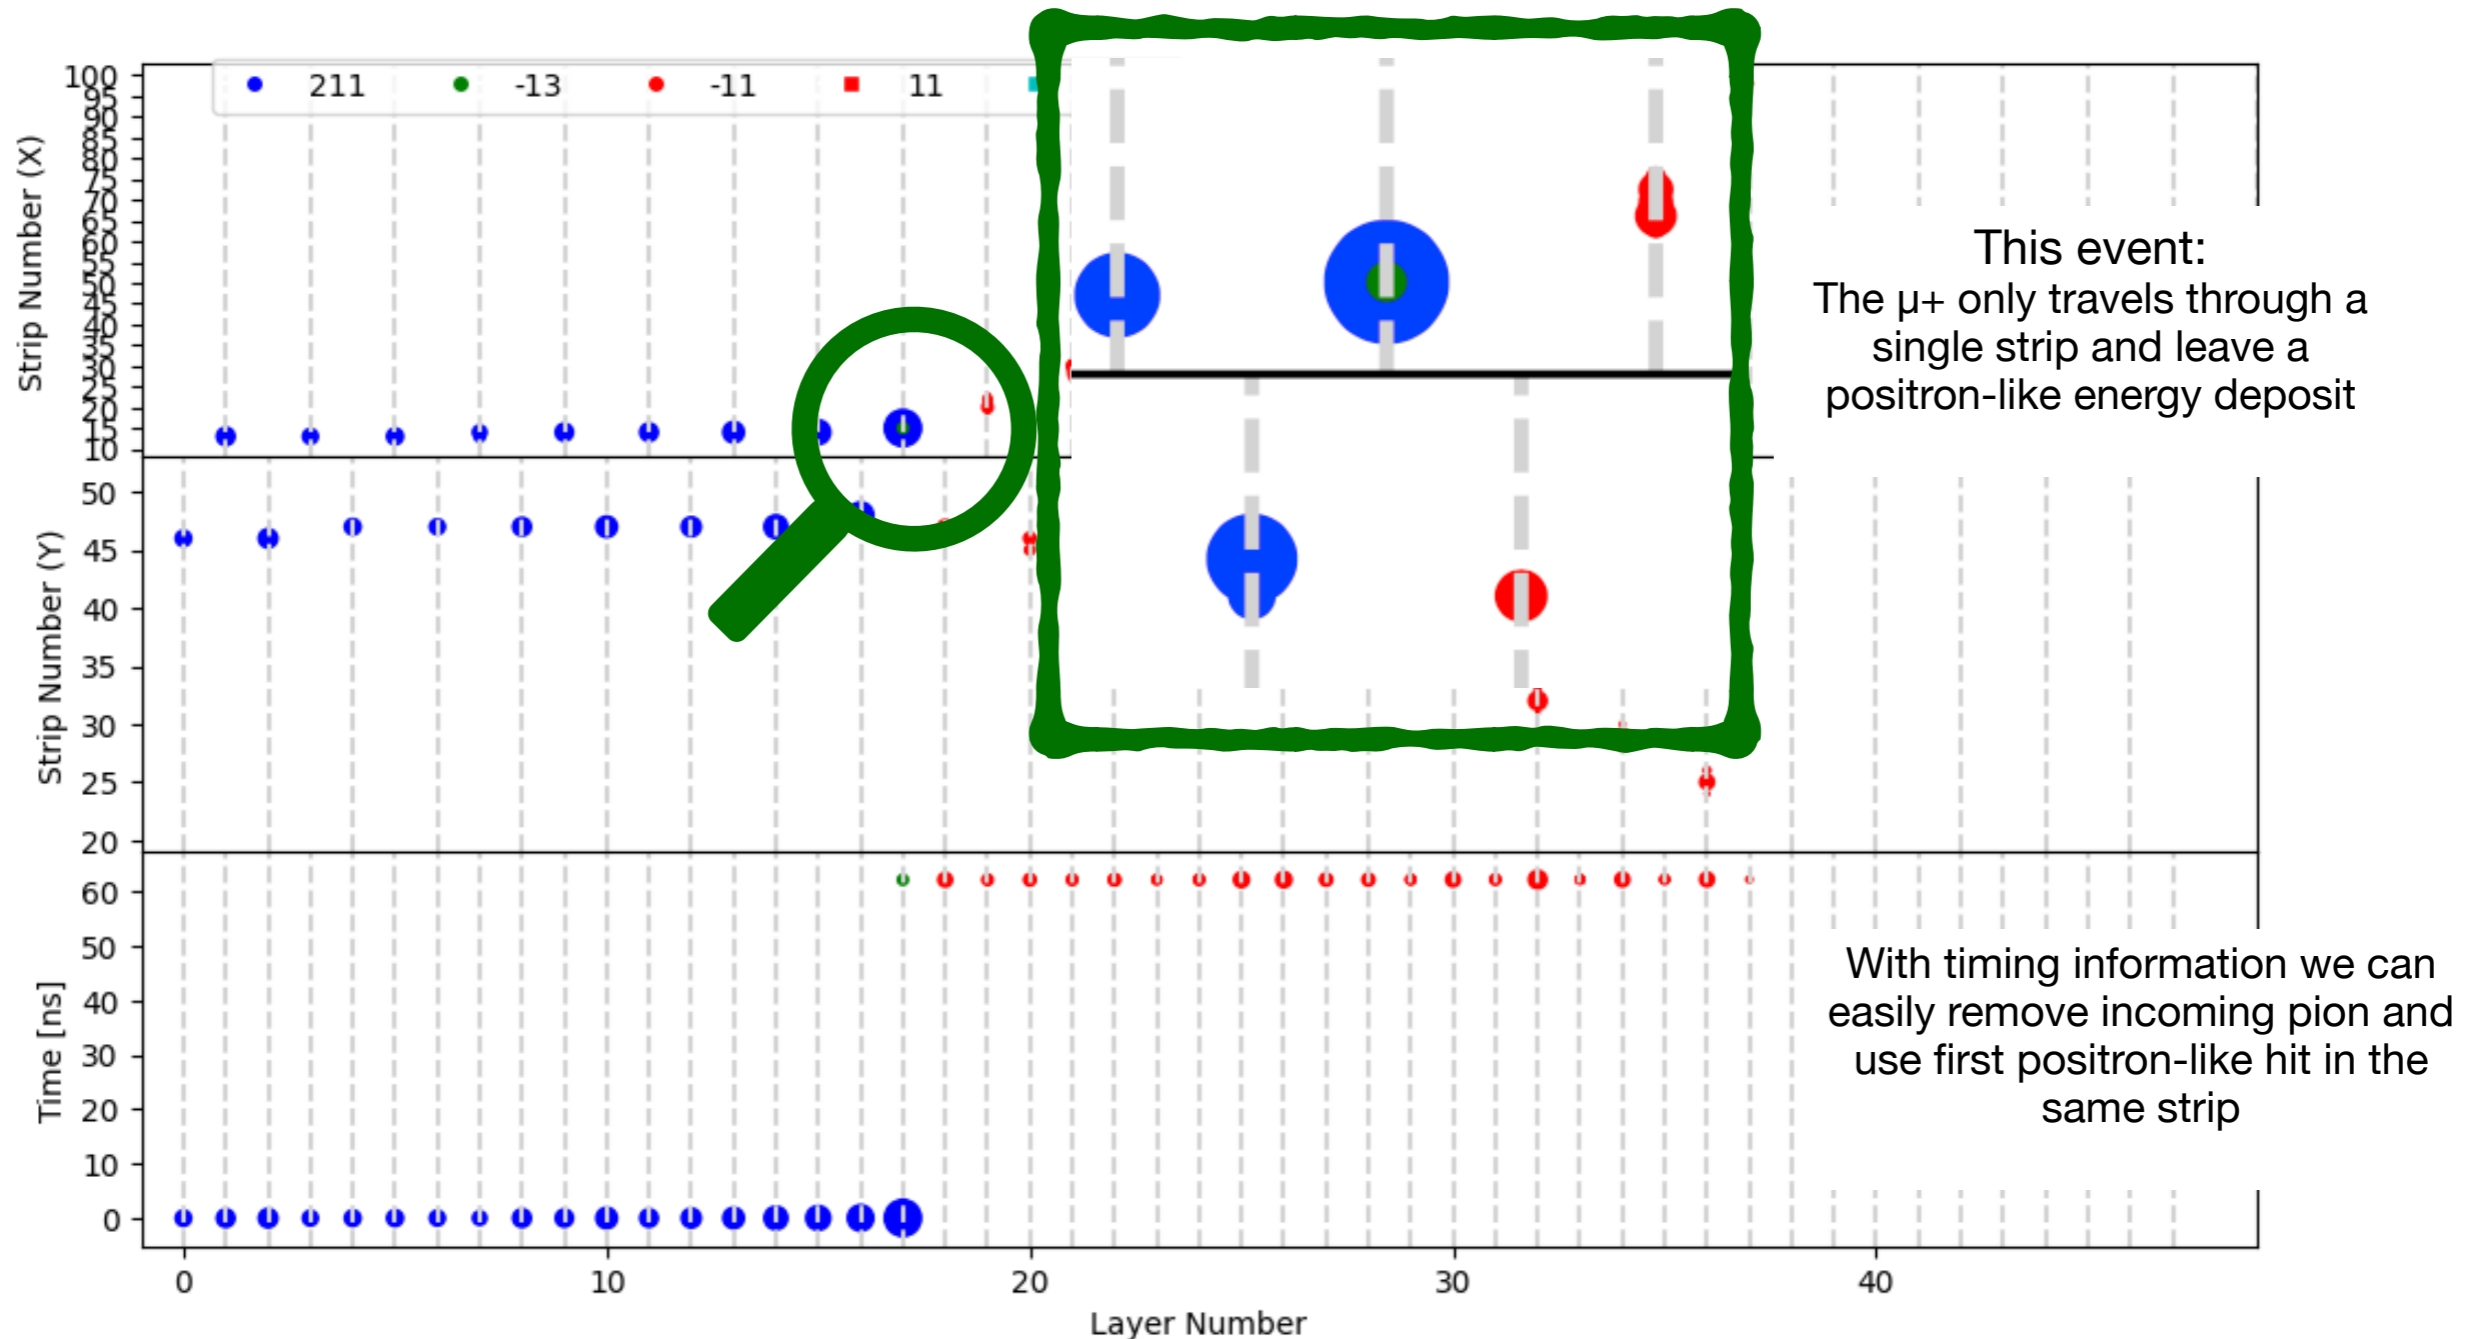 211 -13 -11 11
Strip Number (X)
100
95
90
85
80
75
70
65
60
55
50
45
40
35
30
25
20
15
10
This event:
The µ+ only travels through a
single strip and leave a
positron-like energy deposit
Strip Number (Y)
50
45
40
35
30
25
20
Time [ns]
60
50
40
30
20
10
0
With timing information we can
easily remove incoming pion and
use first positron-like hit in the
same strip
0 10 20 30 40
Layer Number